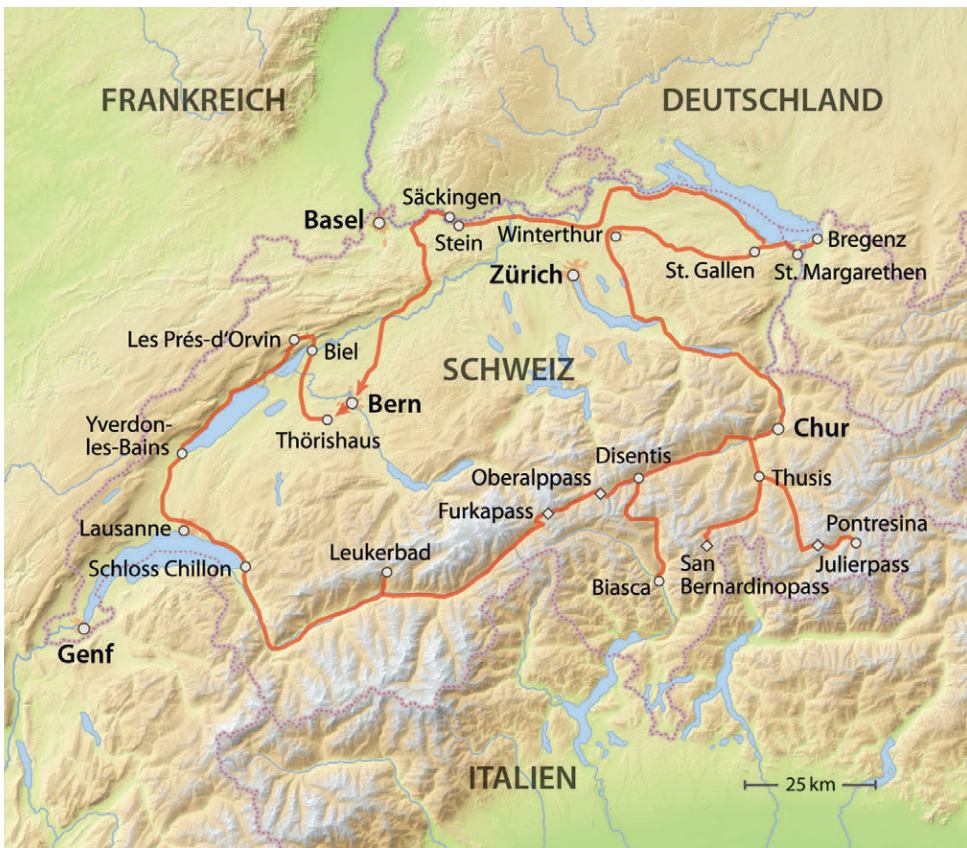 FRANKREICH
DEUTSCHLAND
Säckingen
Basel
Stein
Winterthur
Bregenz
St. Gallen
St. Margarethen
Zürich
Les Prés-d'Orvin
Biel
SCHWEIZ
Bern
Thörishaus
Yverdon-
les-Bains
Chur
Disentis
Oberalppass
Thusis
Furkapass
Lausanne
Pontresina
Leukerbad
Schloss Chillon
Julierpass
Biasca
San
Bernardinopass
Genf
ITALIEN
25 km